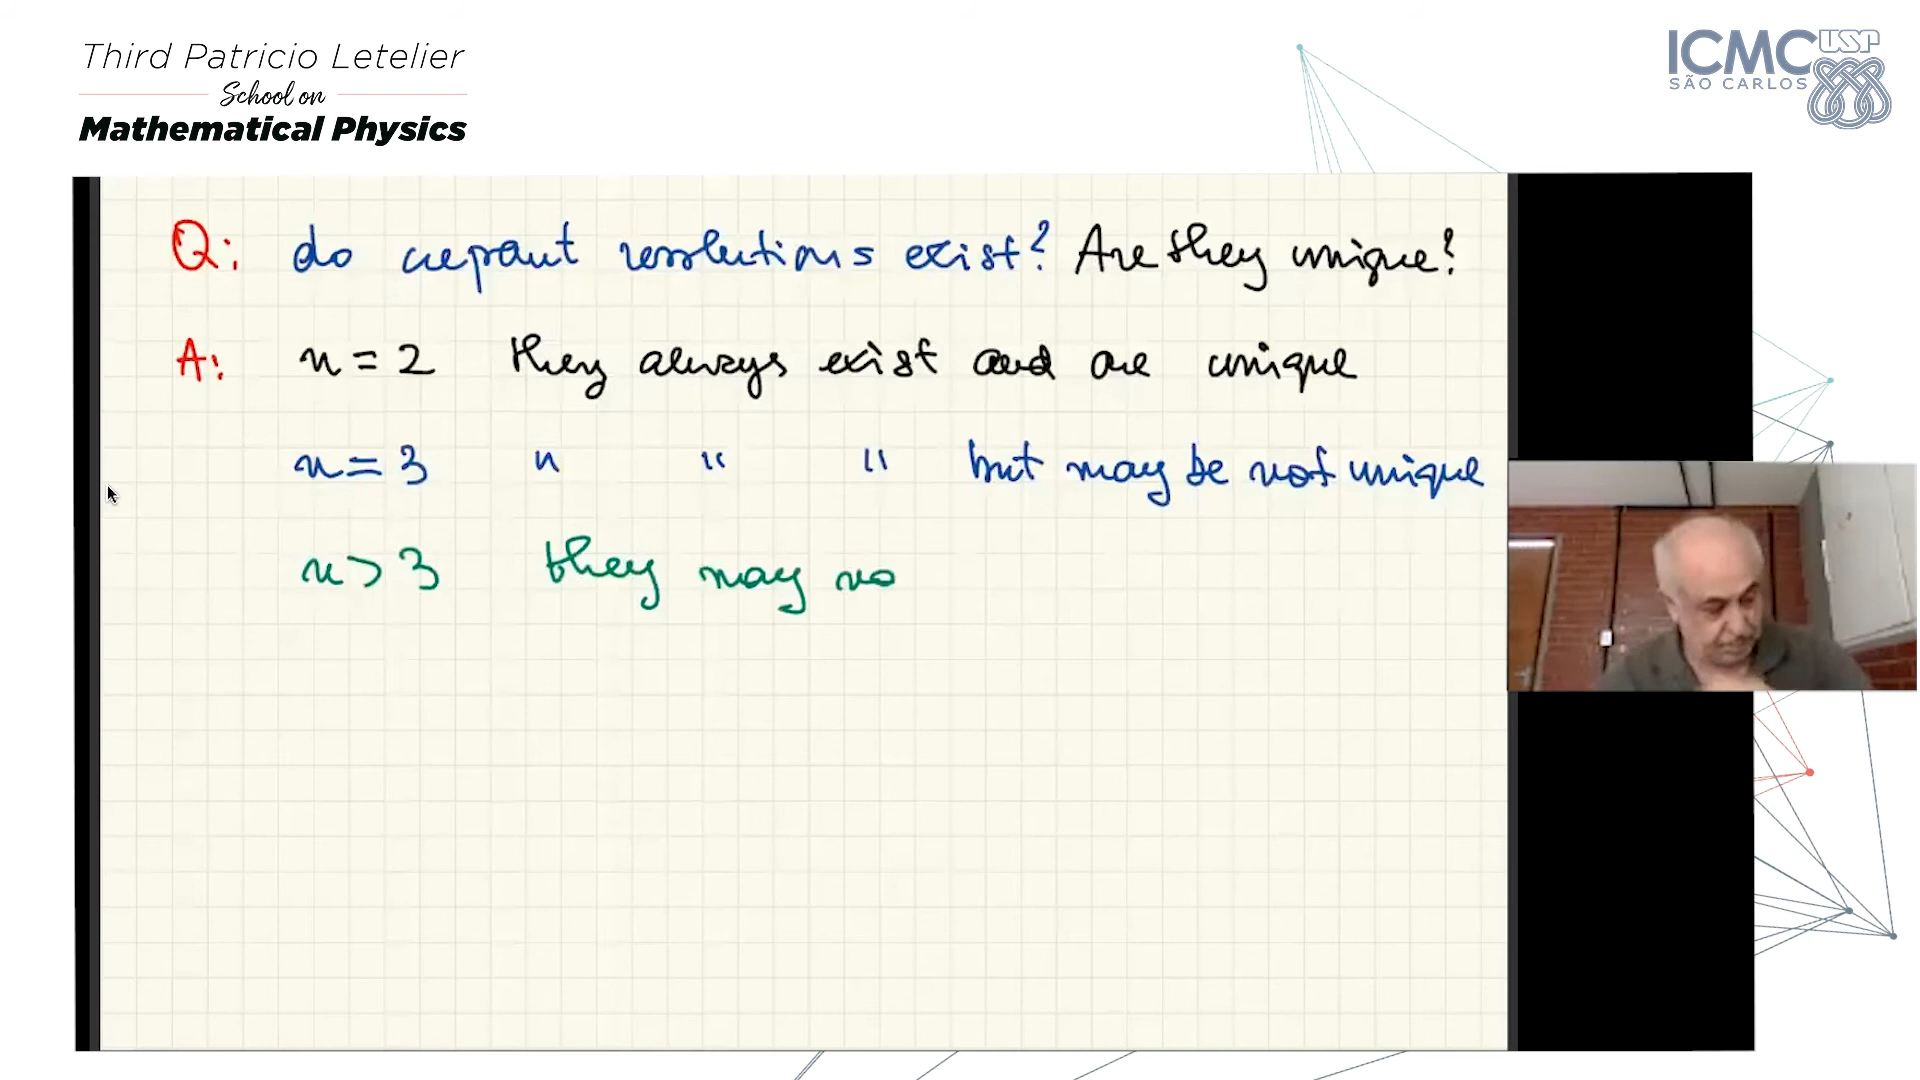 Third Patricio Letelier
School on
Mathematical Physics
ICMC USP
SÃO CARLOS
Q: do crepant resolutions exist? Are they unique?
A: n = 2 they always exist and are unique
n = 3 " " " but may be not unique
n > 3 they may no